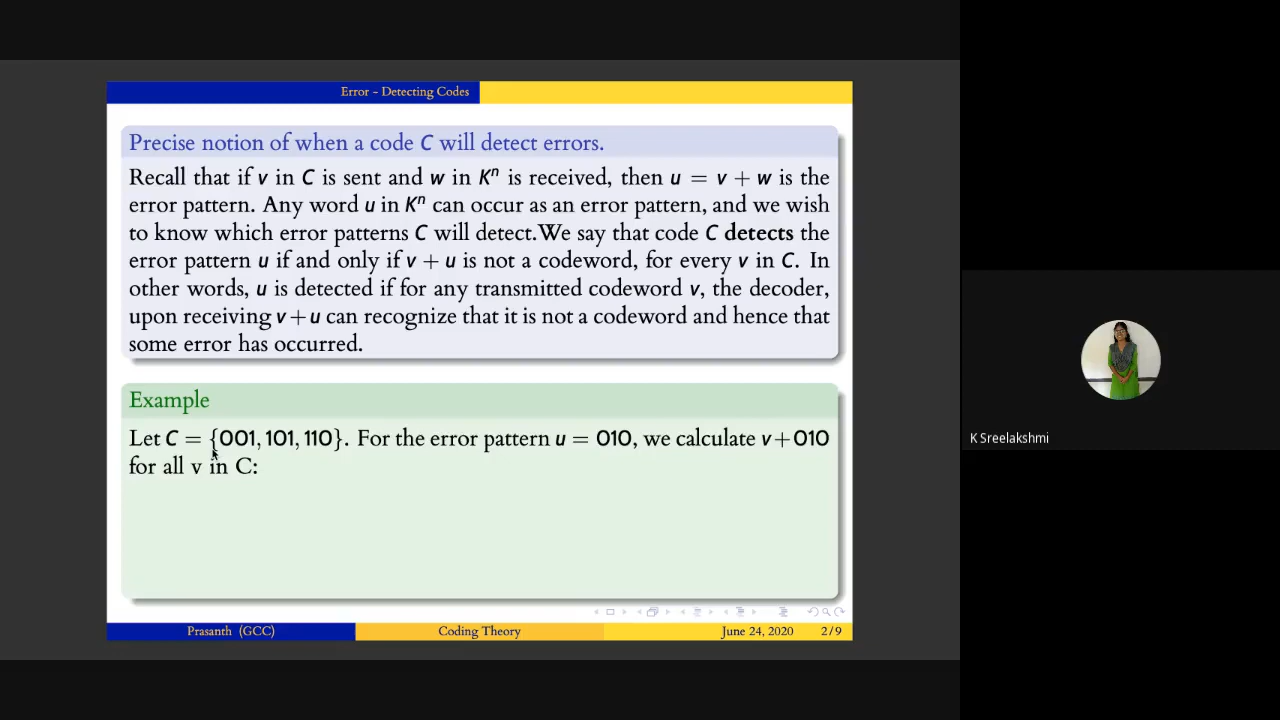 Error - Detecting Codes
Precise notion of when a code C will detect errors.
Recall that if v in C is sent and w in Kⁿ is received, then u = v + w is the
error pattern. Any word u in Kⁿ can occur as an error pattern, and we wish
to know which error patterns C will detect.We say that code C detects the
error pattern u if and only if v + u is not a codeword, for every v in C. In
other words, u is detected if for any transmitted codeword v, the decoder,
upon receiving v + u can recognize that it is not a codeword and hence that
some error has occurred.
Example
Let C = {001, 101, 110}. For the error pattern u = 010, we calculate v+010
for all v in C:
Prasanth (GCC)
Coding Theory
June 24, 2020
2/9
K Sreelakshmi